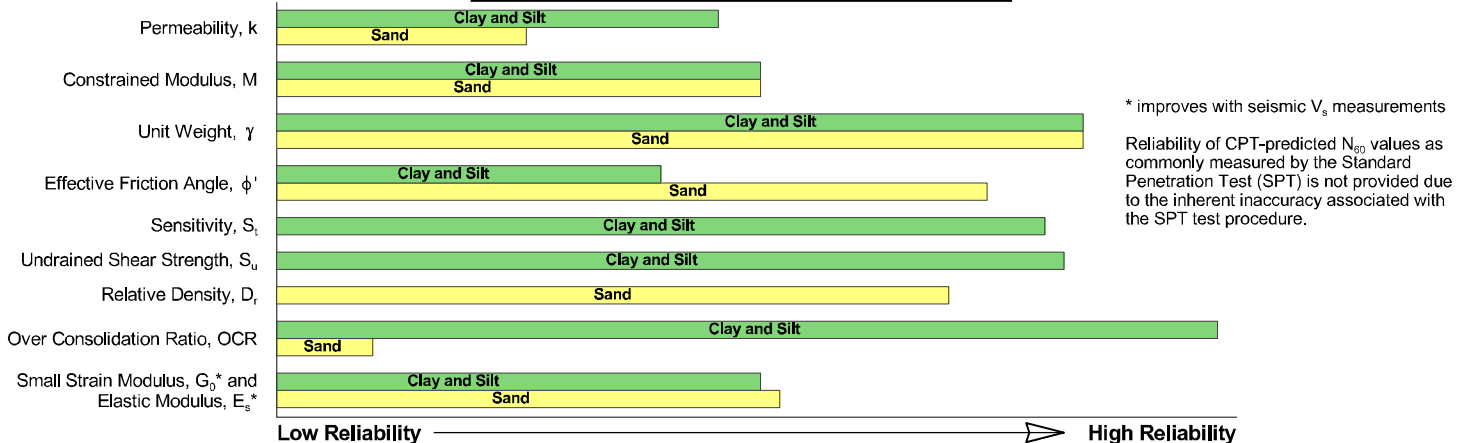 Permeability, k
Clay and Silt
Sand
Constrained Modulus, M
Clay and Silt
Sand
Unit Weight, γ
Clay and Silt
Sand
Effective Friction Angle, ϕ'
Clay and Silt
Sand
Sensitivity, Sₜ
Clay and Silt
Undrained Shear Strength, Sᵤ
Clay and Silt
Relative Density, Dᵣ
Sand
Over Consolidation Ratio, OCR
Clay and Silt
Sand
Small Strain Modulus, G₀* and
Elastic Modulus, Eₛ*
Clay and Silt
Sand
Low Reliability
High Reliability
* improves with seismic Vₛ measurements
Reliability of CPT-predicted N₆₀ values as
commonly measured by the Standard
Penetration Test (SPT) is not provided due
to the inherent inaccuracy associated with
the SPT test procedure.